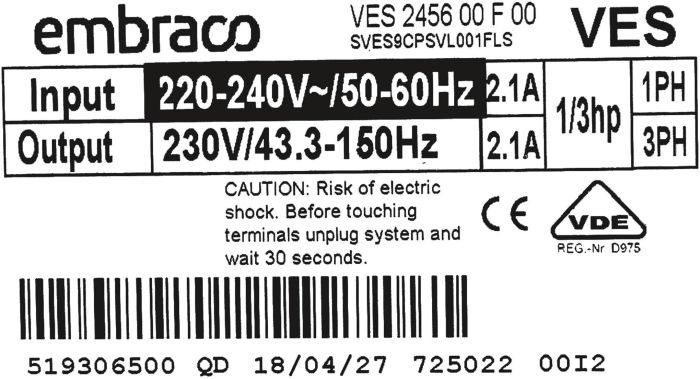 embraco VES 2456 00 F 00 VES
SVES9CPSVL001FLS
Input 220-240V~/50-60Hz 2.1A 1/3hp 1PH
Output 230V/43.3-150Hz 2.1A 3PH
CAUTION: Risk of electric
shock. Before touching
terminals unplug system and
wait 30 seconds.
CE
VDE
REG.-Nr D975
519306500 QD 18/04/27 725022 00I2